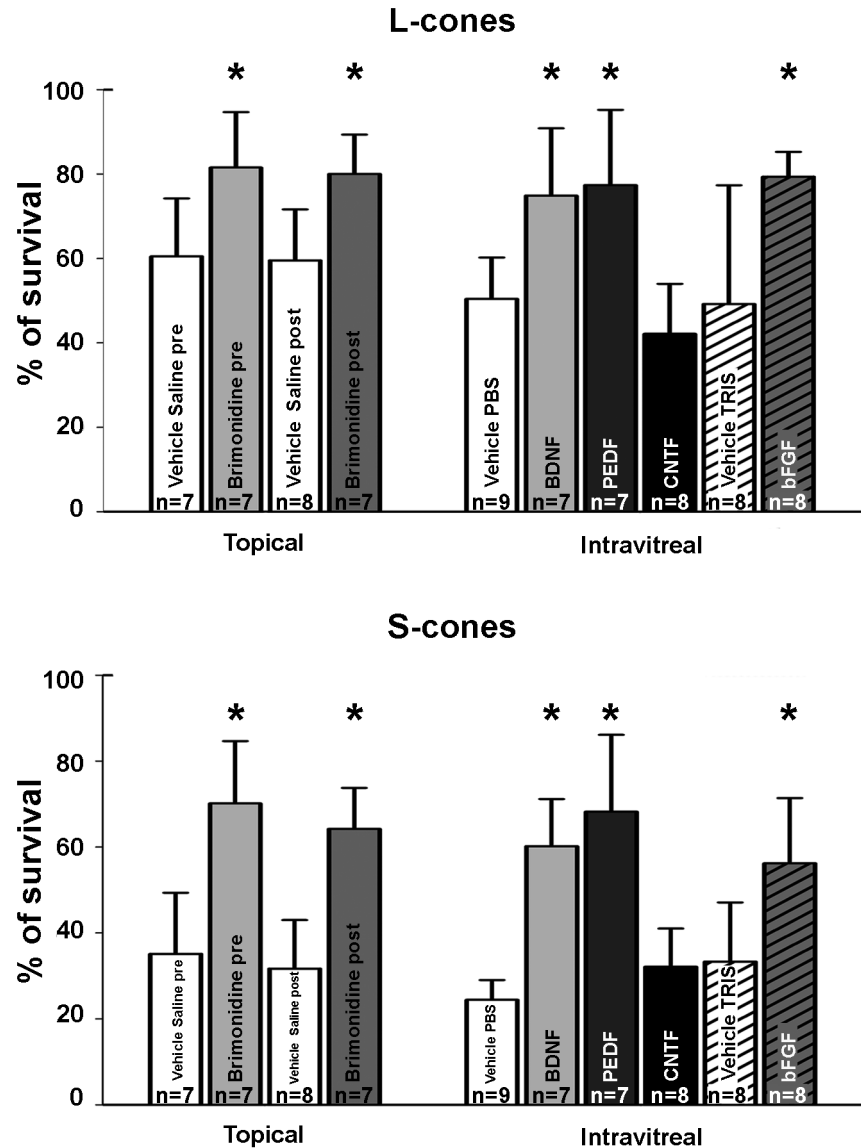 L-cones
* * * * *
100
80
60
40
20
0
% of survival
Vehicle Saline pre
n=7
Brimonidine pre
n=7
Vehicle Saline post
n=8
Brimonidine post
n=7
Vehicle PBS
n=9
BDNF
n=7
PEDF
n=7
CNTF
n=8
Vehicle TRIS
n=8
bFGF
n=8
Topical
Intravitreal
S-cones
* * * * *
100
80
60
40
20
0
% of survival
Vehicle Saline pre
n=7
Brimonidine pre
n=7
Vehicle Saline post
n=8
Brimonidine post
n=7
Vehicle PBS
n=9
BDNF
n=7
PEDF
n=7
CNTF
n=8
Vehicle TRIS
n=8
bFGF
n=8
Topical
Intravitreal